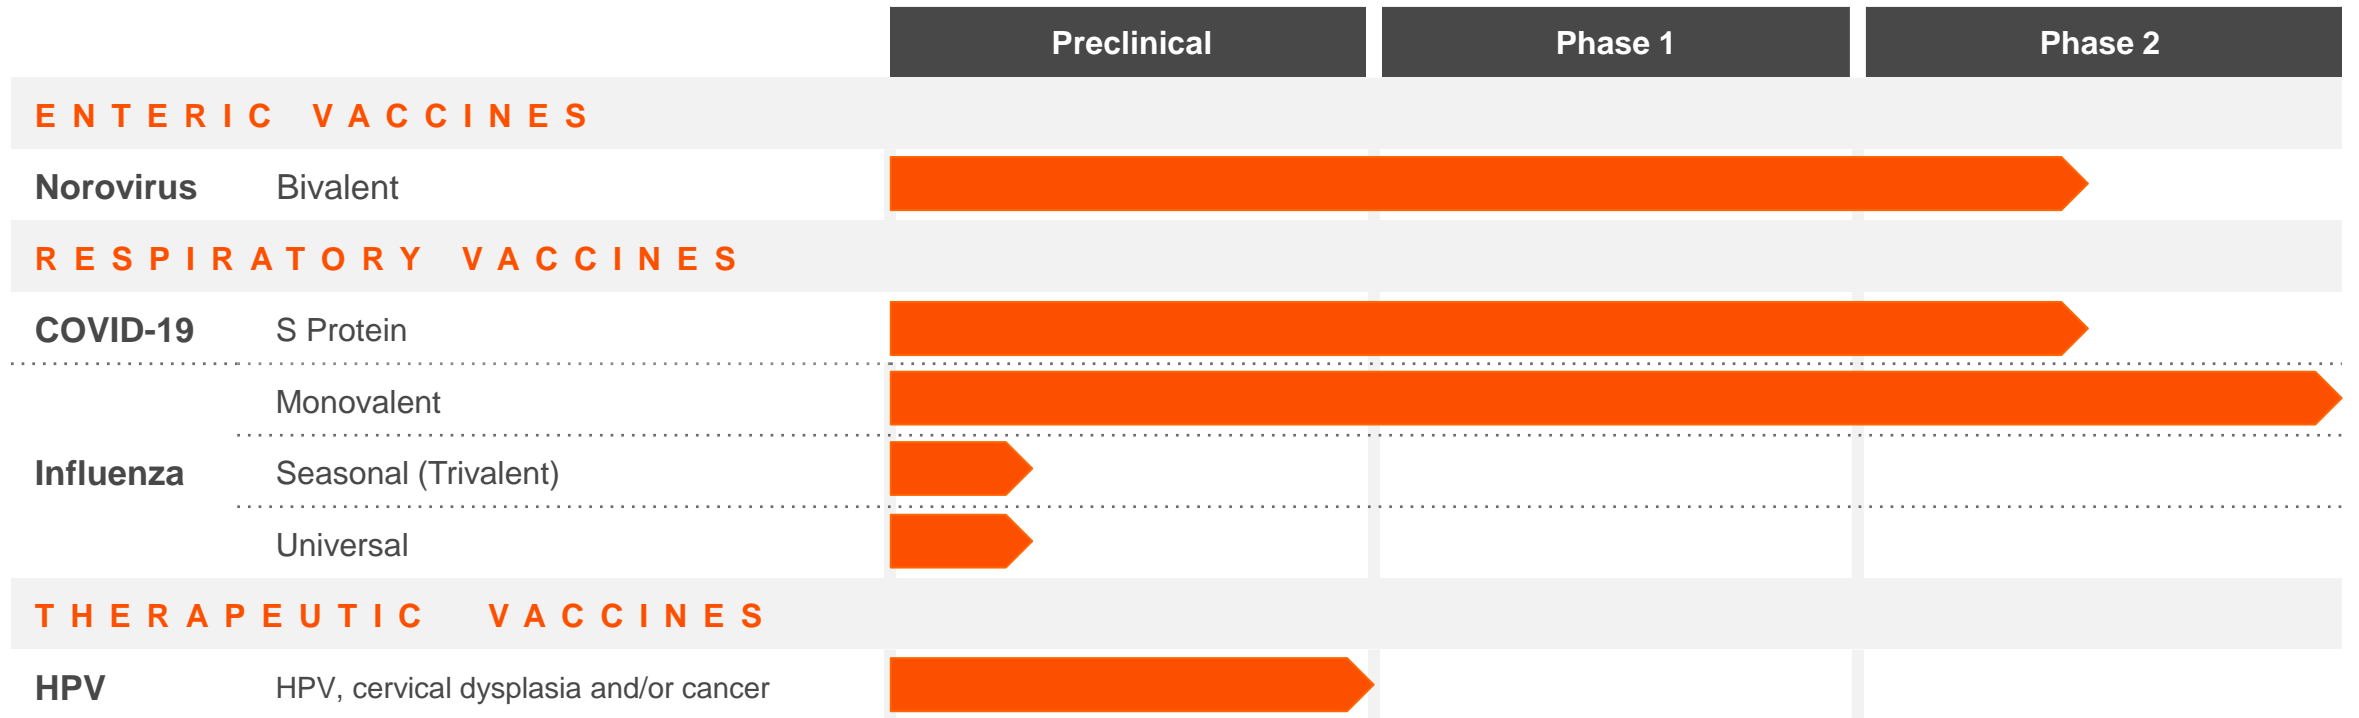 Preclinical Phase 1 Phase 2
ENTERIC VACCINES
Norovirus Bivalent
RESPIRATORY VACCINES
COVID-19 S Protein
Monovalent
Influenza Seasonal (Trivalent)
Universal
THERAPEUTIC VACCINES
HPV HPV, cervical dysplasia and/or cancer